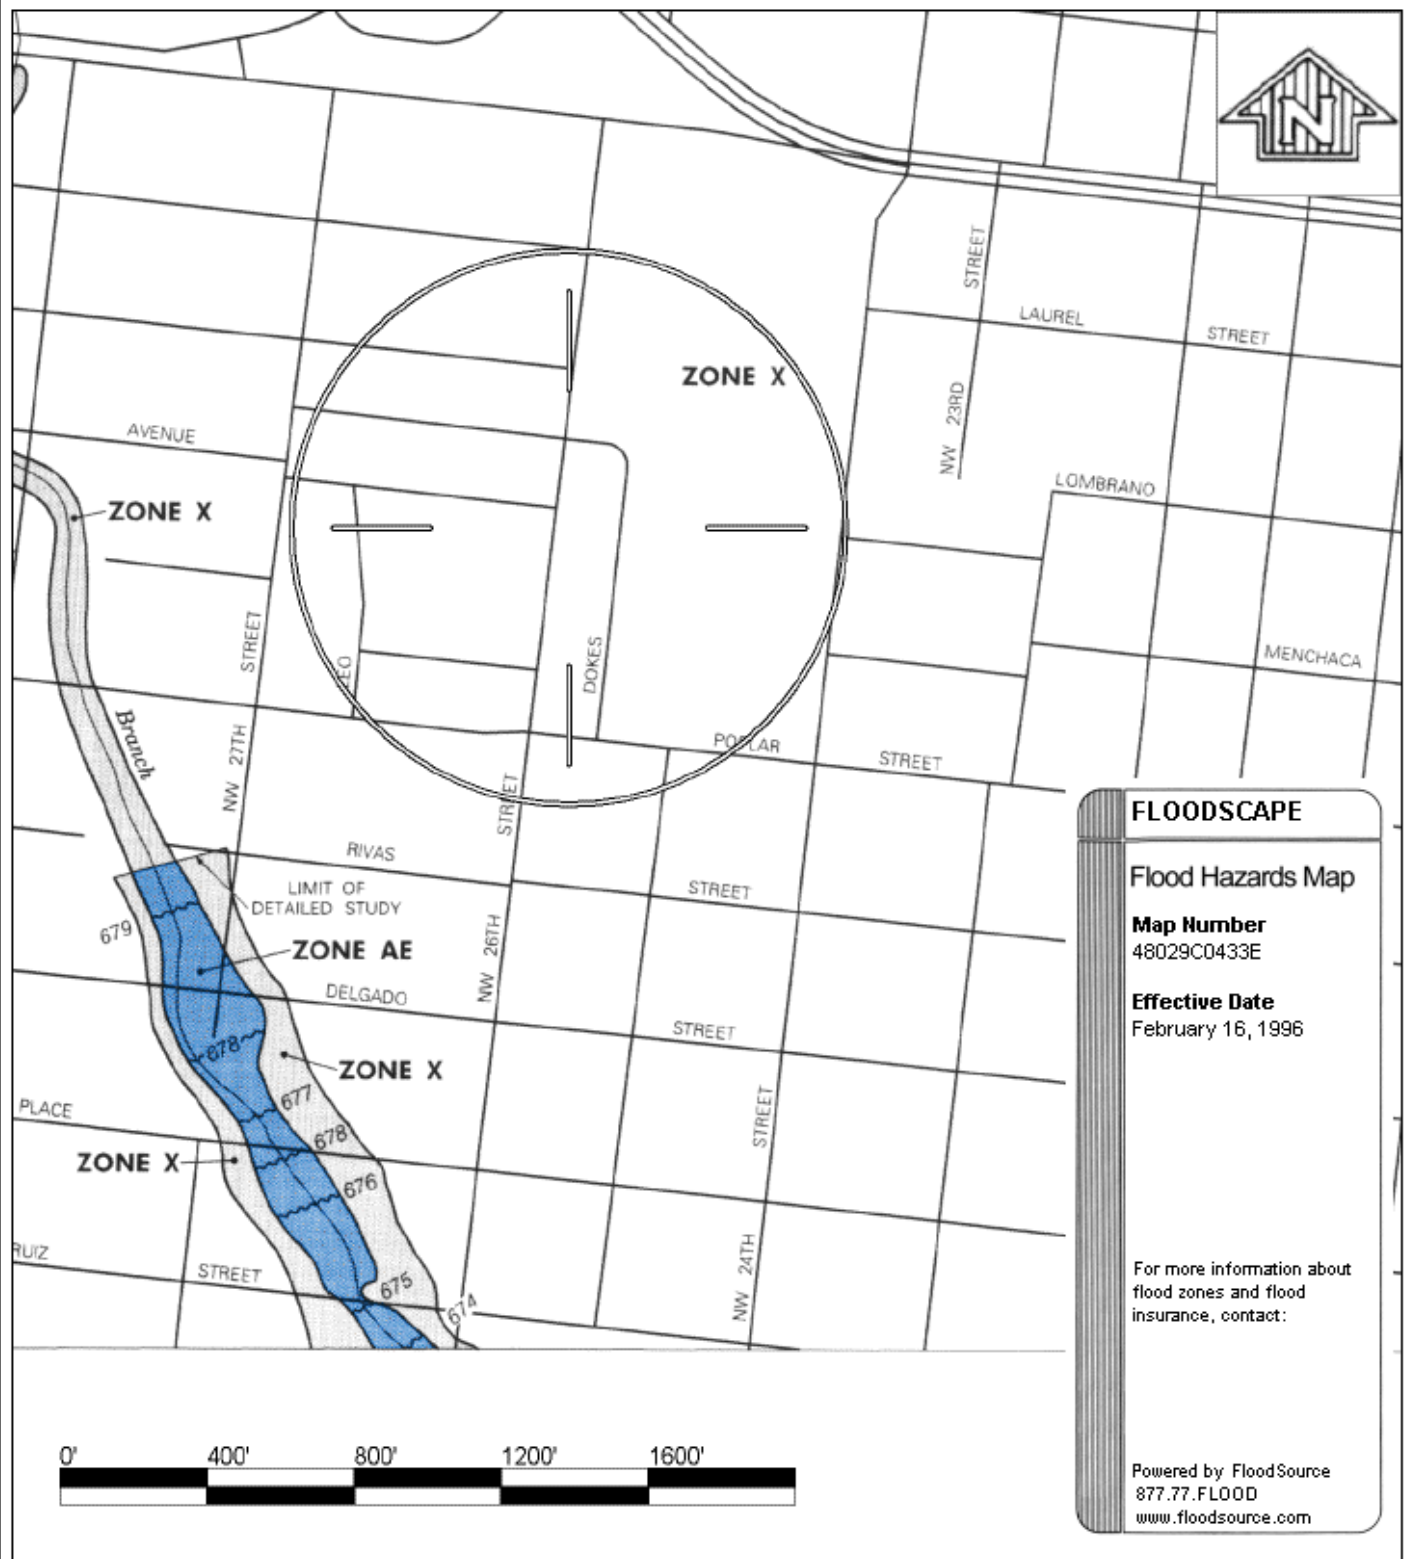 N
STREET
LAUREL
STREET
ZONE X
NW 23RD
AVENUE
LOMBRANO
ZONE X
STREET
EO
DOKES
MENCHACA
Branch
NW 27TH
POPLAR
STREET
STREET
RIVAS
LIMIT OF
DETAILED STUDY
STREET
679
ZONE AE
NW 26TH
DELGADO
STREET
678
ZONE X
677
PLACE
STREET
678
ZONE X
676
RUIZ
STREET
675
674
NW 24TH
FLOODSCAPE
Flood Hazards Map
Map Number
48029C0433E
Effective Date
February 16, 1996
For more information about
flood zones and flood
insurance, contact:
Powered by FloodSource
877.77.FLOOD
www.floodsource.com
0' 400' 800' 1200' 1600'